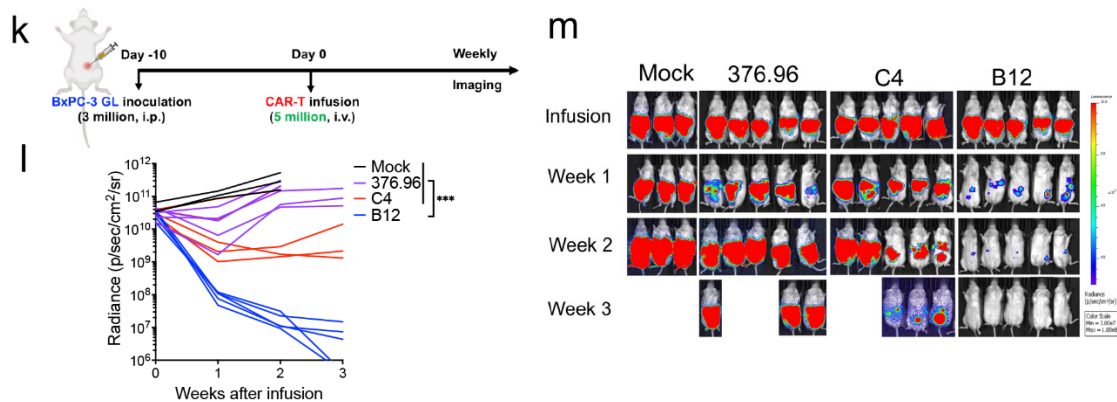 k
Day -10
Day 0
Weekly
Imaging
BxPC-3 GL inoculation
(3 million, i.p.)
CAR-T infusion
(5 million, i.v.)
l
Radiance (p/sec/cm²/sr)
10¹²
10¹¹
10¹⁰
10⁹
10⁸
10⁷
10⁶
0
1
2
3
Weeks after infusion
Mock
376.96
C4
B12
***
m
Mock
376.96
C4
B12
Infusion
Week 1
Week 2
Week 3
Luminescence
Radiance
(p/sec/cm²/sr)
Color Scale
Min = 1.00e7
Max = 1.00e8